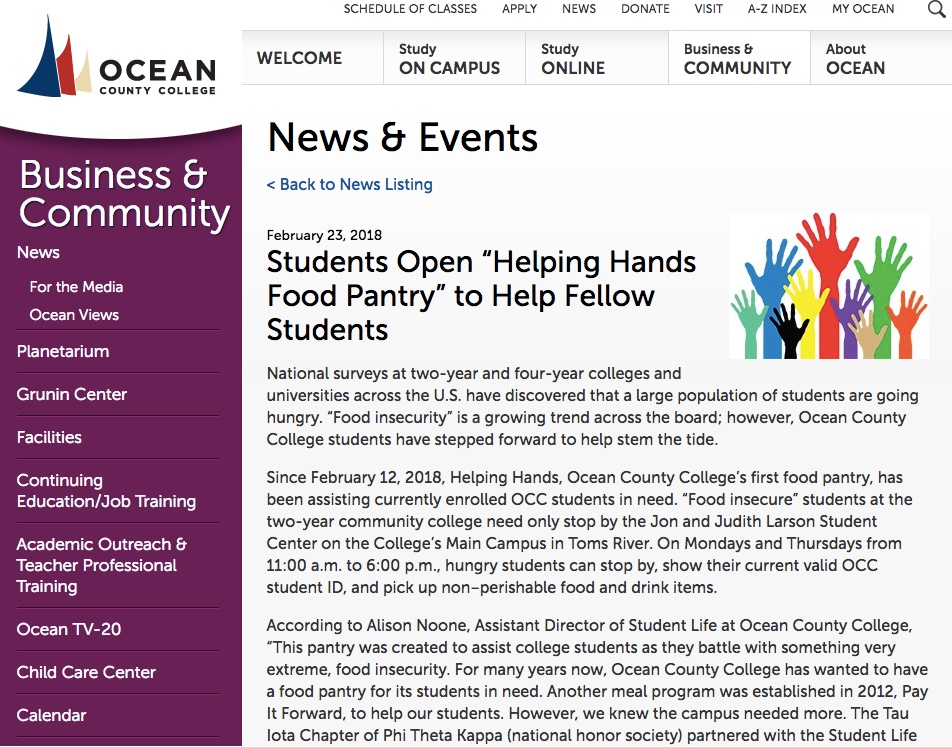 SCHEDULE OF CLASSES APPLY NEWS DONATE VISIT A-Z INDEX MY OCEAN
OCEAN
COUNTY COLLEGE
WELCOME
Study
ON CAMPUS
Study
ONLINE
Business &
COMMUNITY
About
OCEAN
Business &
Community
News
For the Media
Ocean Views
Planetarium
Grunin Center
Facilities
Continuing
Education/Job Training
Academic Outreach &
Teacher Professional
Training
Ocean TV-20
Child Care Center
Calendar
News & Events
< Back to News Listing
February 23, 2018
Students Open “Helping Hands
Food Pantry” to Help Fellow
Students
National surveys at two-year and four-year colleges and
universities across the U.S. have discovered that a large population of students are going
hungry. “Food insecurity” is a growing trend across the board; however, Ocean County
College students have stepped forward to help stem the tide.
Since February 12, 2018, Helping Hands, Ocean County College’s first food pantry, has
been assisting currently enrolled OCC students in need. “Food insecure” students at the
two-year community college need only stop by the Jon and Judith Larson Student
Center on the College’s Main Campus in Toms River. On Mondays and Thursdays from
11:00 a.m. to 6:00 p.m., hungry students can stop by, show their current valid OCC
student ID, and pick up non–perishable food and drink items.
According to Alison Noone, Assistant Director of Student Life at Ocean County College,
“This pantry was created to assist college students as they battle with something very
extreme, food insecurity. For many years now, Ocean County College has wanted to have
a food pantry for its students in need. Another meal program was established in 2012, Pay
It Forward, to help our students. However, we knew the campus needed more. The Tau
Iota Chapter of Phi Theta Kappa (national honor society) partnered with the Student Life